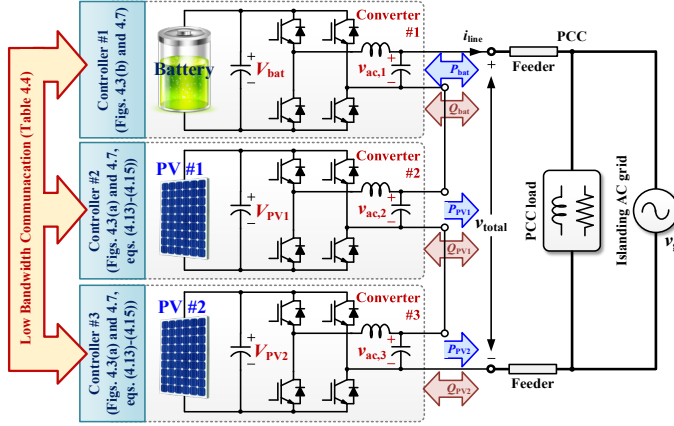 Low Bandwidth Communacation (Table 4.4)
Controller #1
(Figs. 4.3(b) and 4.7)
Battery
V_bat
Converter #1
v_ac,1
i_line
P_bat
Q_bat
Feeder
PCC
Controller #2
(Figs. 4.3(a) and 4.7,
eqs. (4.13)-(4.15))
PV #1
V_PV1
Converter #2
v_ac,2
P_PV1
Q_PV1
v_total
PCC load
Islanding AC grid
Controller #3
(Figs. 4.3(a) and 4.7,
eqs. (4.13)-(4.15))
PV #2
V_PV2
Converter #3
v_ac,3
P_PV2
Q_PV2
Feeder